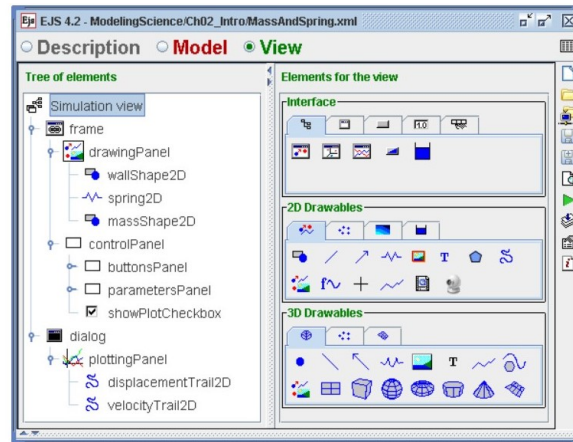 Ejs EJS 4.2 - ModelingScience/Ch02_Intro/MassAndSpring.xml
Description Model View
Tree of elements
Simulation view
frame
drawingPanel
wallShape2D
spring2D
massShape2D
controlPanel
buttonsPanel
parametersPanel
showPlotCheckbox
dialog
plottingPanel
displacementTrail2D
velocityTrail2D
Elements for the view
Interface
2D Drawables
T
3D Drawables
T